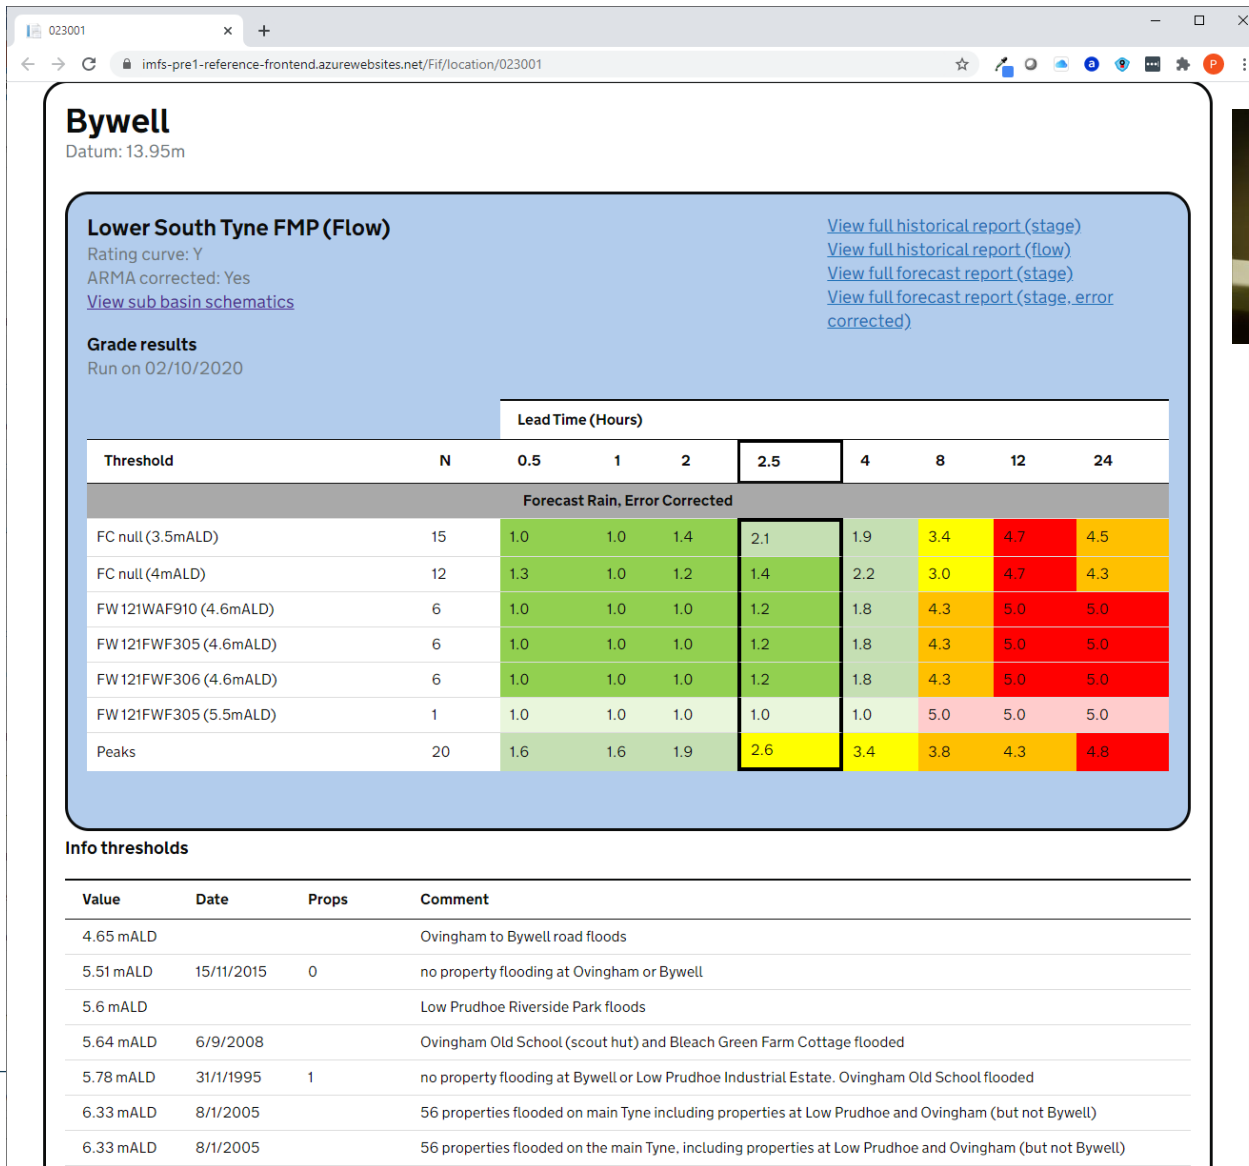 023001
imfs-pre1-reference-frontend.azurewebsites.net/Fif/location/023001
P
Bywell
Datum: 13.95m
Lower South Tyne FMP (Flow)
Rating curve: Y
ARMA corrected: Yes
View sub basin schematics
View full historical report (stage)
View full historical report (flow)
View full forecast report (stage)
View full forecast report (stage, error
corrected)
Grade results
Run on 02/10/2020
Lead Time (Hours)
Threshold N 0.5 1 2 2.5 4 8 12 24
Forecast Rain, Error Corrected
FC null (3.5mALD) 15 1.0 1.0 1.4 2.1 1.9 3.4 4.7 4.5
FC null (4mALD) 12 1.3 1.0 1.2 1.4 2.2 3.0 4.7 4.3
FW121WAF910 (4.6mALD) 6 1.0 1.0 1.0 1.2 1.8 4.3 5.0 5.0
FW121FWF305 (4.6mALD) 6 1.0 1.0 1.0 1.2 1.8 4.3 5.0 5.0
FW121FWF306 (4.6mALD) 6 1.0 1.0 1.0 1.2 1.8 4.3 5.0 5.0
FW121FWF305 (5.5mALD) 1 1.0 1.0 1.0 1.0 1.0 5.0 5.0 5.0
Peaks 20 1.6 1.6 1.9 2.6 3.4 3.8 4.3 4.8
Info thresholds
Value Date Props Comment
4.65 mALD Ovingham to Bywell road floods
5.51 mALD 15/11/2015 0 no property flooding at Ovingham or Bywell
5.6 mALD Low Prudhoe Riverside Park floods
5.64 mALD 6/9/2008 Ovingham Old School (scout hut) and Bleach Green Farm Cottage flooded
5.78 mALD 31/1/1995 1 no property flooding at Bywell or Low Prudhoe Industrial Estate. Ovingham Old School flooded
6.33 mALD 8/1/2005 56 properties flooded on main Tyne including properties at Low Prudhoe and Ovingham (but not Bywell)
6.33 mALD 8/1/2005 56 properties flooded on the main Tyne, including properties at Low Prudhoe and Ovingham (but not Bywell)